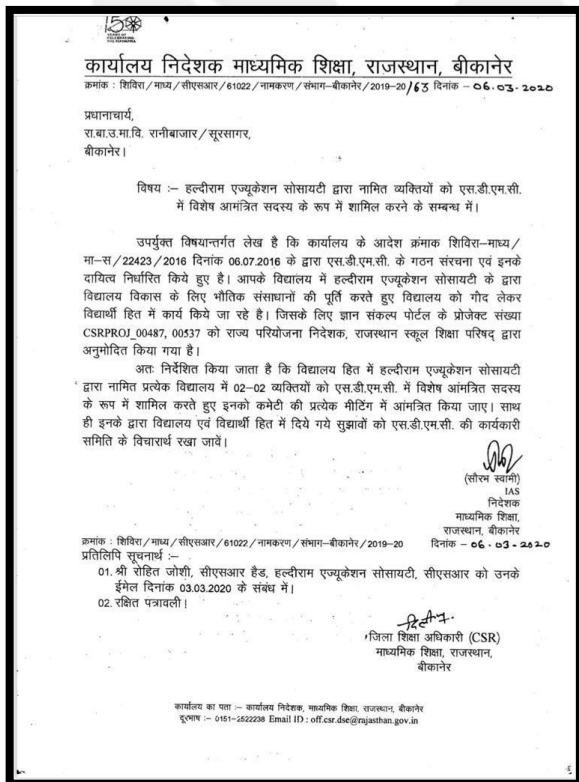 150
YEARS OF
CELEBRATING
THE MAHATMA
कार्यालय निदेशक माध्यमिक शिक्षा, राजस्थान, बीकानेर
क्रमांक : शिविरा/माध्य/सीएसआर/61022/नामकरण/संभाग–बीकानेर/2019–20/63 दिनांक – 06.03.2020
प्रधानाचार्य,
रा.बा.उ.मा.वि. रानीबाजार/सूरसागर,
बीकानेर।
विषय :– हल्दीराम एज्यूकेशन सोसायटी द्वारा नामित व्यक्तियों को एस.डी.एम.सी.
में विशेष आमंत्रित सदस्य के रूप में शामिल करने के सम्बन्ध में।
उपर्युक्त विषयान्तर्गत लेख है कि कार्यालय के आदेश क्रंमाक शिविरा–माध्य/
मा–स/22423/2016 दिनांक 06.07.2016 के द्वारा एस.डी.एम.सी. के गठन संरचना एवं इनके
दायित्व निर्धारित किये हुए है। आपके विद्यालय में हल्दीराम एज्यूकेशन सोसायटी के द्वारा
विद्यालय विकास के लिए भौतिक संसाधानों की पूर्ति करते हुए विद्यालय को गौद लेकर
विद्यार्थी हित में कार्य किये जा रहे है। जिसके लिए ज्ञान संकल्प पोर्टल के प्रोजेक्ट संख्या
CSRPROJ_00487, 00537 को राज्य परियोजना निदेशक, राजस्थान स्कूल शिक्षा परिषद् द्वारा
अनुमोदित किया गया है।
अतः निर्देशित किया जाता है कि विद्यालय हित में हल्दीराम एज्यूकेशन सोसायटी
द्वारा नामित प्रत्येक विद्यालय में 02–02 व्यक्तियों को एस.डी.एम.सी. में विशेष आंमत्रित सदस्य
के रूप में शामिल करते हुए इनको कमेटी की प्रत्येक मीटिंग में आंमत्रित किया जाए। साथ
ही इनके द्वारा विद्यालय एवं विद्यार्थी हित में दिये गये सुझावों को एस.डी.एम.सी. की कार्यकारी
समिति के विचारार्थ रखा जावें।
(सौरभ स्वामी)
IAS
निदेशक
माध्यमिक शिक्षा,
राजस्थान, बीकानेर
क्रमांक : शिविरा/माध्य/सीएसआर/61022/नामकरण/संभाग–बीकानेर/2019–20 दिनांक – 06.03.2020
प्रतिलिपि सूचनार्थ :–
01. श्री रोहित जोशी, सीएसआर हैड, हल्दीराम एज्यूकेशन सोसायटी, सीएसआर को उनके
ईमेल दिनांक 03.03.2020 के संबंध में।
02. रक्षित पत्रावली।
जिला शिक्षा अधिकारी (CSR)
माध्यमिक शिक्षा, राजस्थान,
बीकानेर
कार्यालय का पता :– कार्यालय निदेशक, माध्यमिक शिक्षा, राजस्थान, बीकानेर
दूरभाष :– 0151–2522238 Email ID : off.csr.dse@rajasthan.gov.in